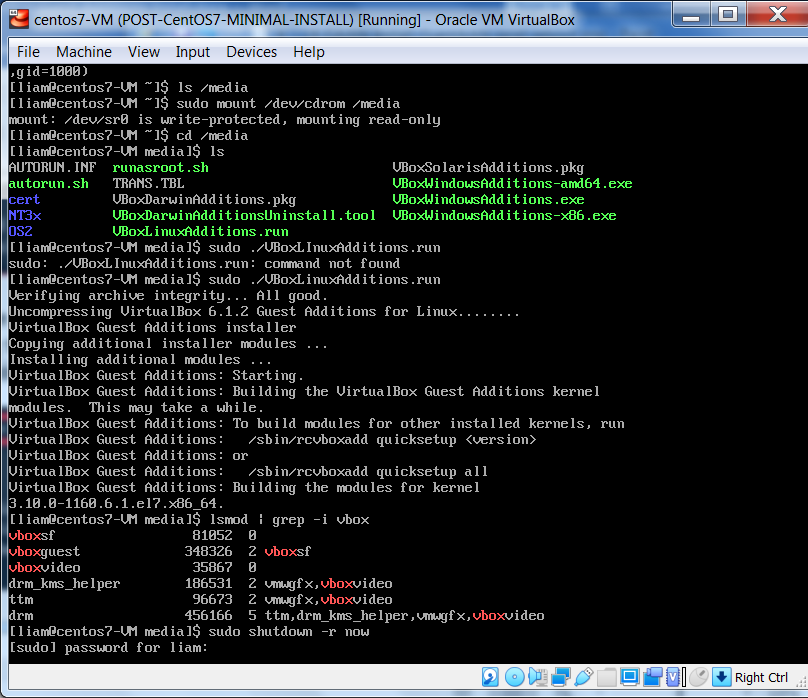 centos7-VM (POST-CentOS7-MINIMAL-INSTALL) [Running] - Oracle VM VirtualBox
File Machine View Input Devices Help
,gid=1000)
[liam@centos7-VM ~]$ ls /media
[liam@centos7-VM ~]$ sudo mount /dev/cdrom /media
mount: /dev/sr0 is write-protected, mounting read-only
[liam@centos7-VM ~]$ cd /media
[liam@centos7-VM media]$ ls
AUTORUN.INF  runasroot.sh                       VBoxSolarisAdditions.pkg
autorun.sh   TRANS.TBL                          VBoxWindowsAdditions-amd64.exe
cert         VBoxDarwinAdditions.pkg            VBoxWindowsAdditions.exe
NT3x         VBoxDarwinAdditionsUninstall.tool  VBoxWindowsAdditions-x86.exe
OS2          VBoxLinuxAdditions.run
[liam@centos7-VM media]$ sudo ./VBoxLInuxAdditions.run
sudo: ./VBoxLInuxAdditions.run: command not found
[liam@centos7-VM media]$ sudo ./VBoxLinuxAdditions.run
Verifying archive integrity... All good.
Uncompressing VirtualBox 6.1.2 Guest Additions for Linux........
VirtualBox Guest Additions installer
Copying additional installer modules ...
Installing additional modules ...
VirtualBox Guest Additions: Starting.
VirtualBox Guest Additions: Building the VirtualBox Guest Additions kernel
modules.  This may take a while.
VirtualBox Guest Additions: To build modules for other installed kernels, run
VirtualBox Guest Additions:   /sbin/rcvboxadd quicksetup <version>
VirtualBox Guest Additions: or
VirtualBox Guest Additions:   /sbin/rcvboxadd quicksetup all
VirtualBox Guest Additions: Building the modules for kernel
3.10.0-1160.6.1.el7.x86_64.
[liam@centos7-VM media]$ lsmod | grep -i vbox
vboxsf                 81052  0
vboxguest             348326  2 vboxsf
vboxvideo              35867  0
drm_kms_helper        186531  2 vmwgfx,vboxvideo
ttm                    96673  2 vmwgfx,vboxvideo
drm                   456166  5 ttm,drm_kms_helper,vmwgfx,vboxvideo
[liam@centos7-VM media]$ sudo shutdown -r now
[sudo] password for liam:
Right Ctrl